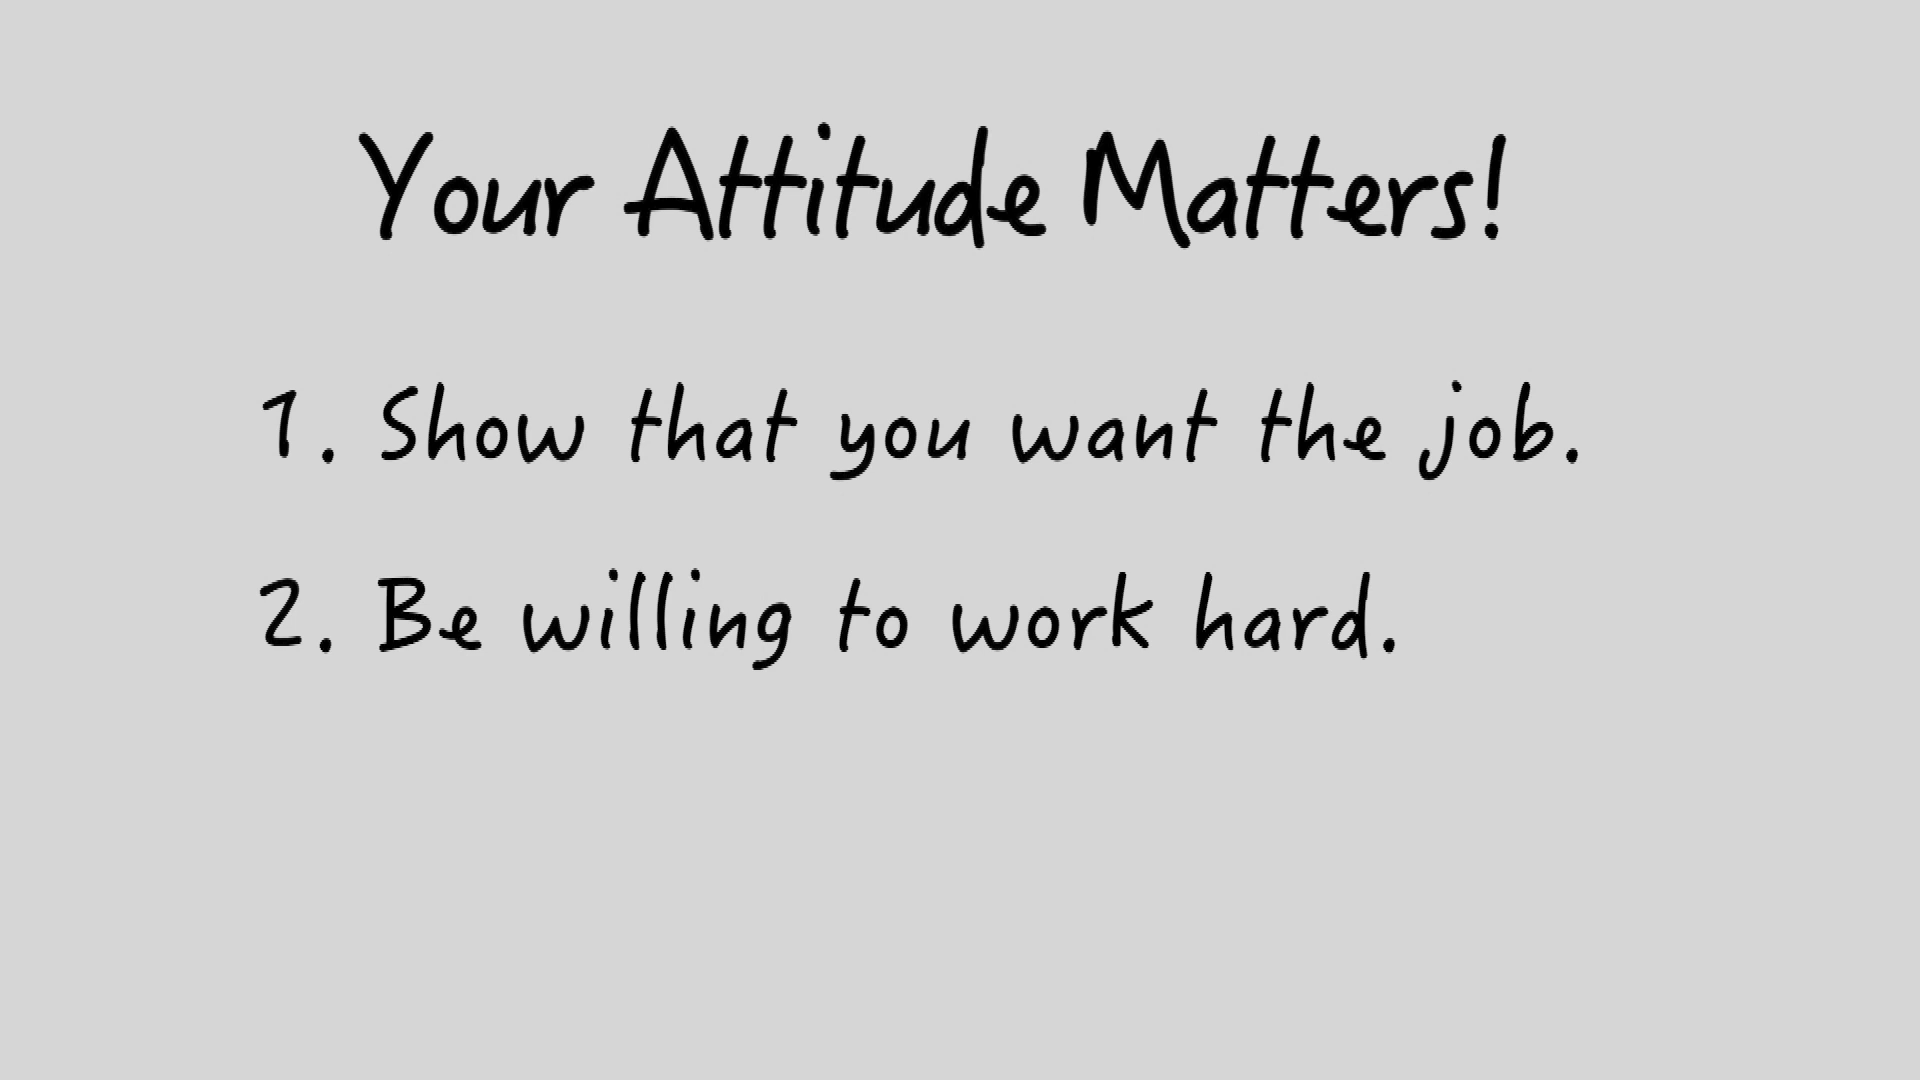 Your Attitude Matters!
1. Show that you want the job.
2. Be willing to work hard.